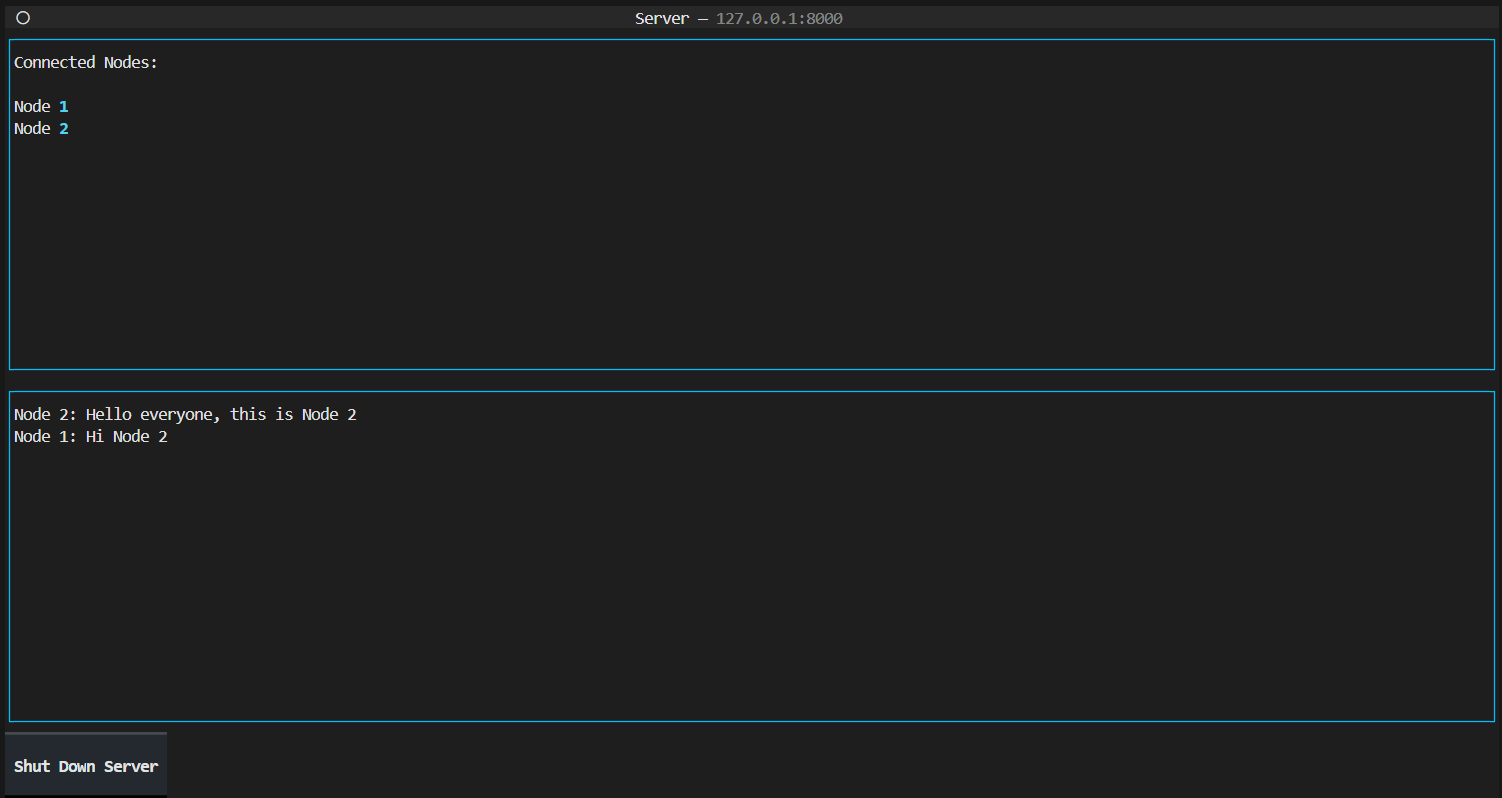 Server — 127.0.0.1:8000
Connected Nodes:
Node 1
Node 2
Node 2: Hello everyone, this is Node 2
Node 1: Hi Node 2
Shut Down Server